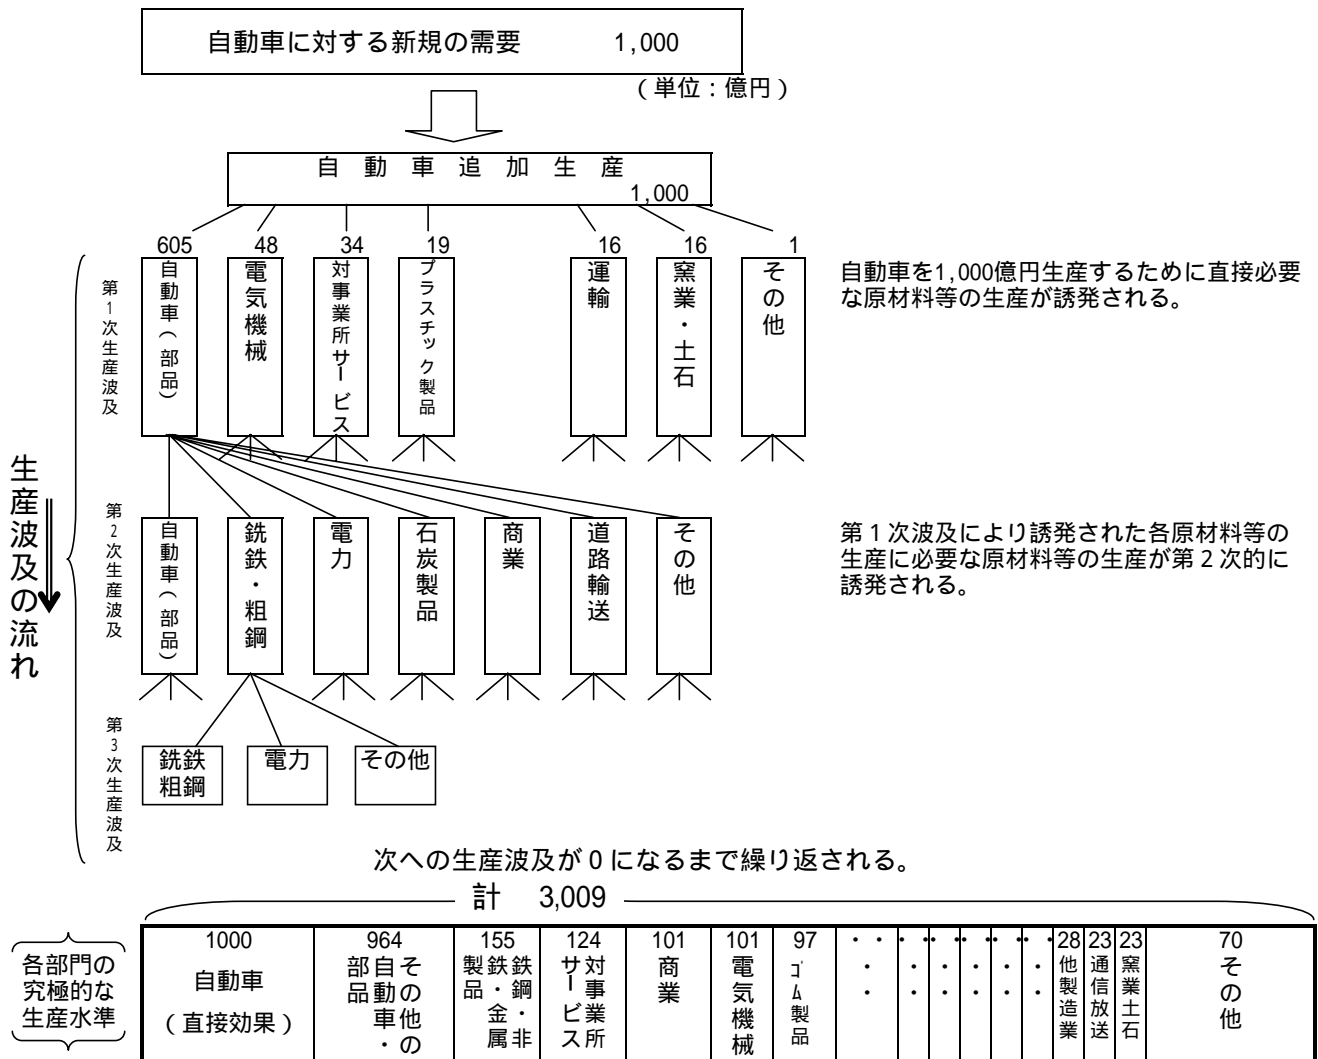 自動車に対する新規の需要 1,000
（単位：億円）
自動車追加生産
1,000
605 48 34 19 16 16 1
生産波及の流れ
第1次生産波及
自動車（部品）
電気機械
対事業所サービス
プラスチック製品
運輸
窯業・土石
その他
自動車を1,000億円生産するために直接必要
な原材料等の生産が誘発される。
第2次生産波及
自動車（部品）
銑鉄・粗鋼
電力
石炭製品
商業
道路輸送
その他
第１次波及により誘発された各原材料等の
生産に必要な原材料等の生産が第２次的に
誘発される。
第3次生産波及
銑鉄
粗鋼
電力
その他
次への生産波及が０になるまで繰り返される。
計 3,009
各部門の
究極的な
生産水準
1000
自動車
（直接効果）
964
その他の
自動車・
部品
155
鉄鋼・非
鉄・金属
製品
124
対事業所
サービス
101
商業
101
電気機械
97
ゴム製品
28
他製造業
23
通信放送
23
窯業土石
70
その他